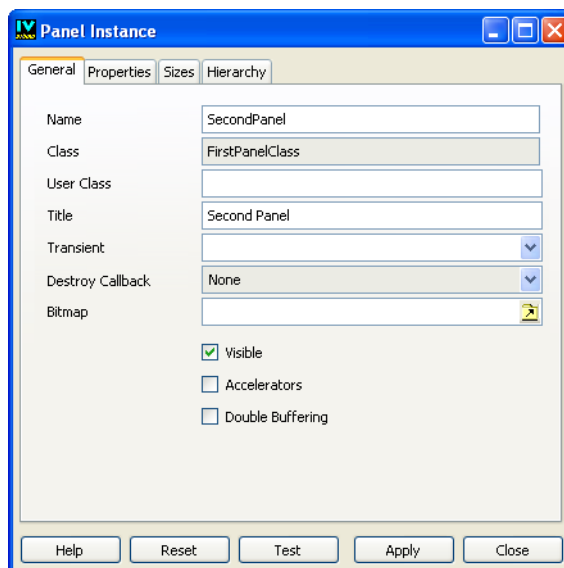 IV Panel Instance
General Properties Sizes Hierarchy
Name SecondPanel
Class FirstPanelClass
User Class
Title Second Panel
Transient
Destroy Callback None
Bitmap
Visible
Accelerators
Double Buffering
Help Reset Test Apply Close